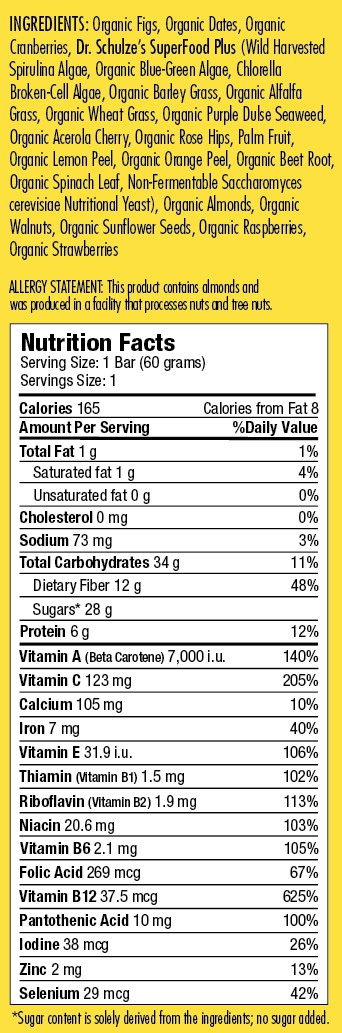 INGREDIENTS: Organic Figs, Organic Dates, Organic
Cranberries, Dr. Schulze's SuperFood Plus (Wild Harvested
Spirulina Algae, Organic Blue-Green Algae, Chlorella
Broken-Cell Algae, Organic Barley Grass, Organic Alfalfa
Grass, Organic Wheat Grass, Organic Purple Dulse Seaweed,
Organic Acerola Cherry, Organic Rose Hips, Palm Fruit,
Organic Lemon Peel, Organic Orange Peel, Organic Beet Root,
Organic Spinach Leaf, Non-Fermentable Saccharomyces
cerevisiae Nutritional Yeast), Organic Almonds, Organic
Walnuts, Organic Sunflower Seeds, Organic Raspberries,
Organic Strawberries
ALLERGY STATEMENT: This product contains almonds and
was produced in a facility that processes nuts and tree nuts.
Nutrition Facts
Serving Size: 1 Bar (60 grams)
Servings Size: 1
Calories 165 Calories from Fat 8
Amount Per Serving %Daily Value
Total Fat 1 g 1%
Saturated fat 1 g 4%
Unsaturated fat 0 g 0%
Cholesterol 0 mg 0%
Sodium 73 mg 3%
Total Carbohydrates 34 g 11%
Dietary Fiber 12 g 48%
Sugars* 28 g
Protein 6 g 12%
Vitamin A (Beta Carotene) 7,000 i.u. 140%
Vitamin C 123 mg 205%
Calcium 105 mg 10%
Iron 7 mg 40%
Vitamin E 31.9 i.u. 106%
Thiamin (Vitamin B1) 1.5 mg 102%
Riboflavin (Vitamin B2) 1.9 mg 113%
Niacin 20.6 mg 103%
Vitamin B6 2.1 mg 105%
Folic Acid 269 mcg 67%
Vitamin B12 37.5 mcg 625%
Pantothenic Acid 10 mg 100%
Iodine 38 mcg 26%
Zinc 2 mg 13%
Selenium 29 mcg 42%
*Sugar content is solely derived from the ingredients; no sugar added.